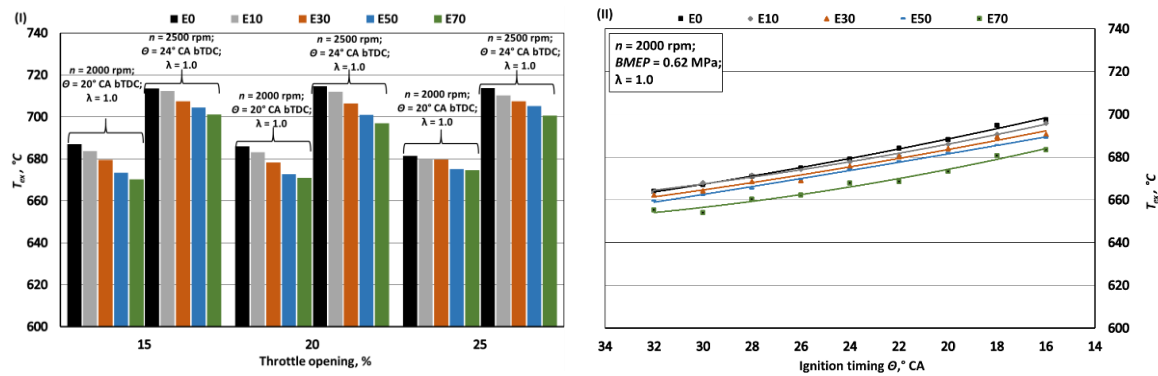 (I)
E0 E10 E30 E50 E70
740
720
700
680
660
640
620
600
Tex, °C
n = 2000 rpm;
Θ = 20° CA bTDC;
λ = 1.0
n = 2500 rpm;
Θ = 24° CA bTDC;
λ = 1.0
n = 2000 rpm;
Θ = 20° CA bTDC;
λ = 1.0
n = 2500 rpm;
Θ = 24° CA bTDC;
λ = 1.0
n = 2000 rpm;
Θ = 20° CA bTDC;
λ = 1.0
n = 2500 rpm;
Θ = 24° CA bTDC;
λ = 1.0
15 20 25
Throttle opening, %
(II)
E0 E10 E30 E50 E70
n = 2000 rpm;
BMEP = 0.62 MPa;
λ = 1.0
740
720
700
680
660
640
620
600
Tex, °C
34 32 30 28 26 24 22 20 18 16 14
Ignition timing Θ,° CA